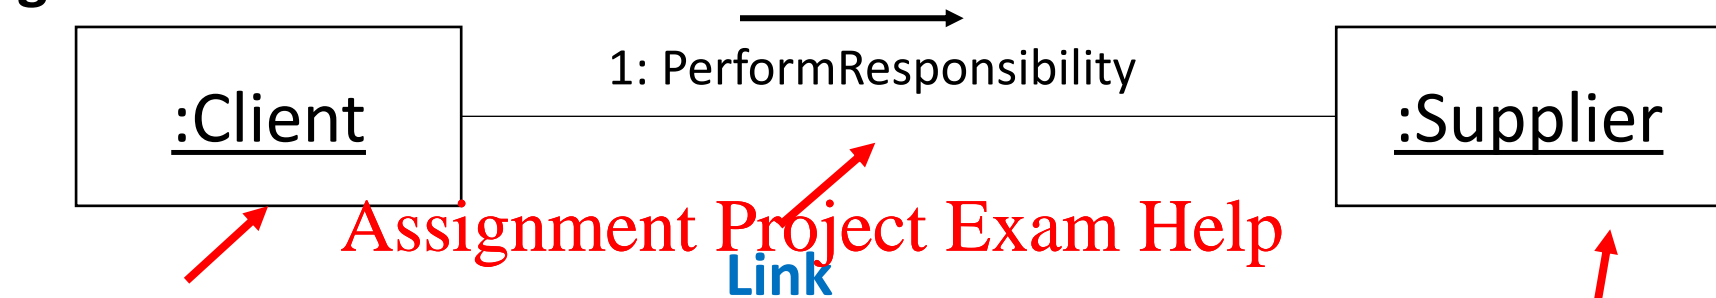 g
1: PerformResponsibility
:Client
:Supplier
Assignment Project Exam Help
Link